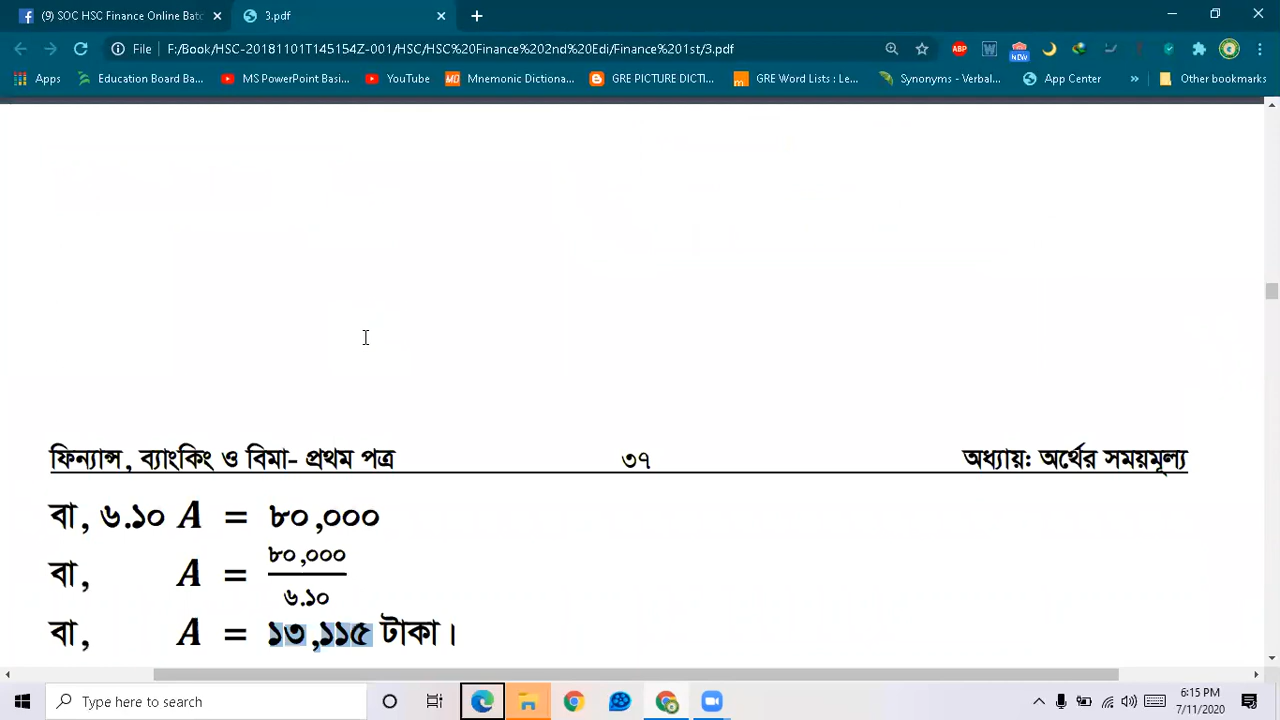 (9) SOC HSC Finance Online Batc
3.pdf
File
F:/Book/HSC-20181101T145154Z-001/HSC/HSC%20Finance%202nd%20Edi/Finance%201st/3.pdf
ABP
W
NEW
Apps
Education Board Ba...
MS PowerPoint Basi...
YouTube
MD Mnemonic Dictiona...
GRE PICTURE DICTI...
GRE Word Lists : Le...
Synonyms - Verbal...
App Center
»
Other bookmarks
ফিন্যান্স, ব্যাংকিং ও বিমা- প্রথম পত্র ৩৭ অধ্যায়: অর্থের সময়মূল্য
বা, ৬.১০ A = ৮০,০০০
বা, A = ৮০,০০০
৬.১০
বা, A = ১৩,১১৫ টাকা।
Type here to search
6:15 PM
7/11/2020